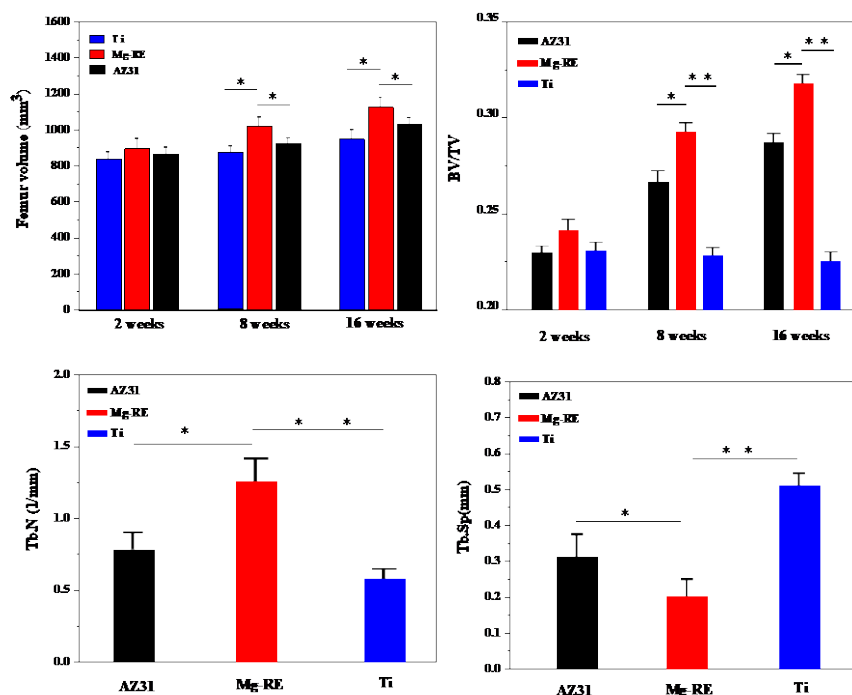 1600
1400
1200
1000
800
600
400
200
0
Femur volume (mm³)
Ti
Mg-RE
AZ31
*
*
*
*
2 weeks
8 weeks
16 weeks
0.35
0.30
0.25
0.20
BV/TV
AZ31
Mg-RE
Ti
*
* *
*
* *
2 weeks
8 weeks
16 weeks
2.0
1.5
1.0
0.5
0.0
Tb.N (1/mm)
AZ31
Mg-RE
Ti
*
* *
AZ31
Mg-RE
Ti
0.8
0.7
0.6
0.5
0.4
0.3
0.2
0.1
0.0
Tb.Sp(mm)
AZ31
Mg-RE
Ti
*
* *
AZ31
Mg-RE
Ti